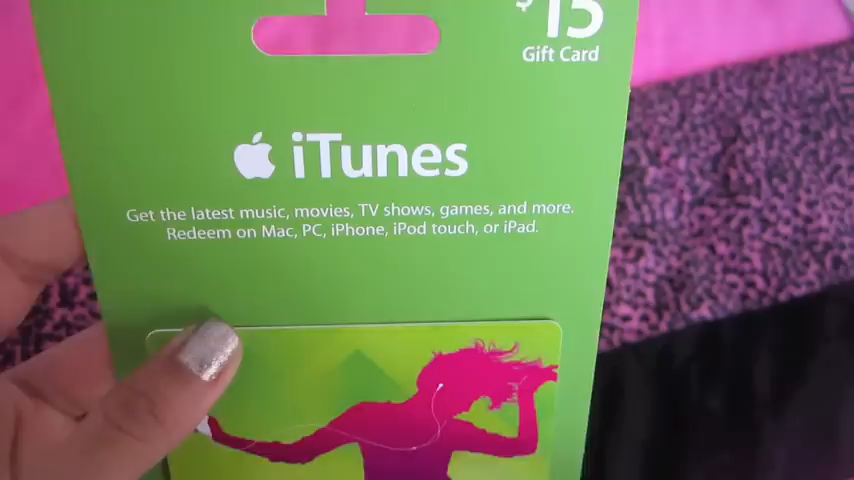 $15
Gift Card
iTunes
Get the latest music, movies, TV shows, games, and more.
Redeem on Mac, PC, iPhone, iPod touch, or iPad.